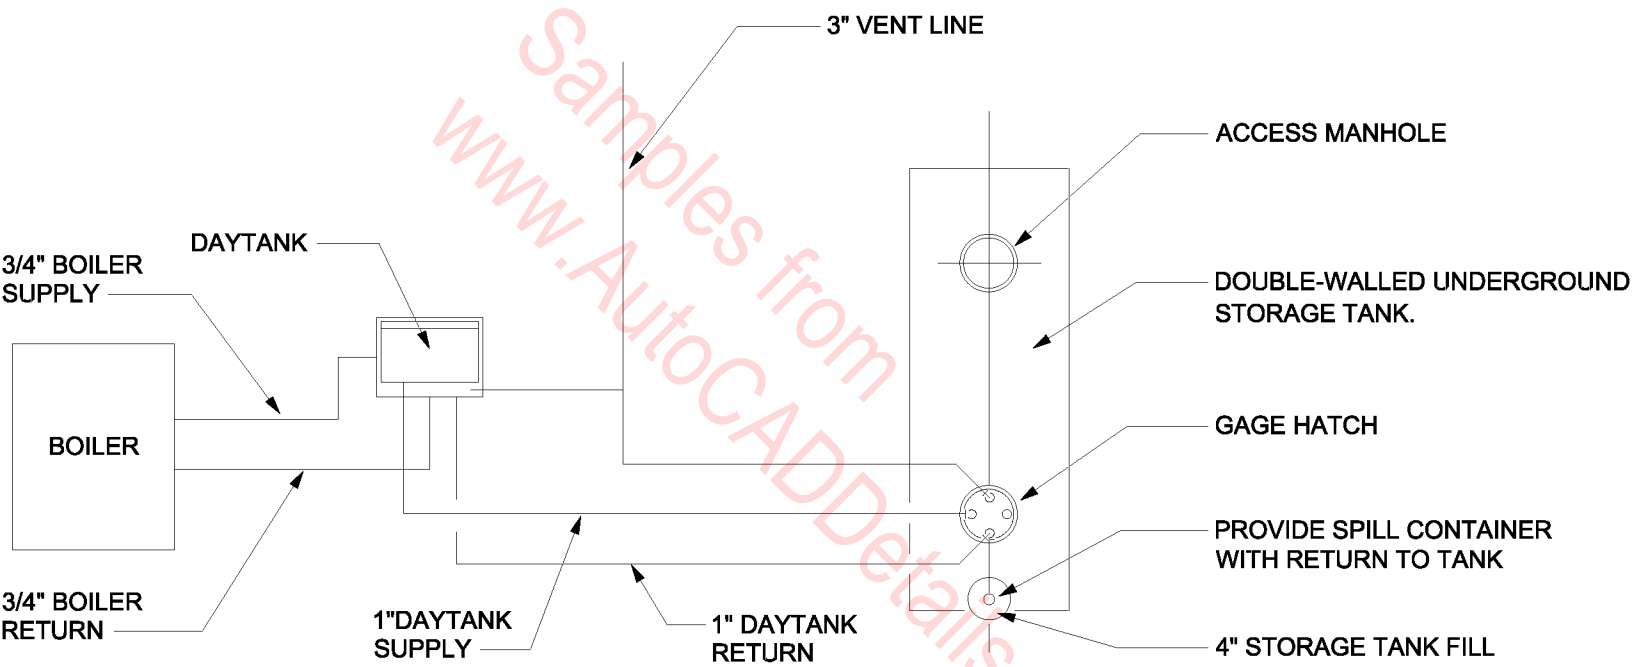 3" VENT LINE
ACCESS MANHOLE
DAYTANK
3/4" BOILER
SUPPLY
DOUBLE-WALLED UNDERGROUND
STORAGE TANK.
BOILER
GAGE HATCH
PROVIDE SPILL CONTAINER
WITH RETURN TO TANK
3/4" BOILER
RETURN
1"DAYTANK
SUPPLY
1" DAYTANK
RETURN
4" STORAGE TANK FILL
Samples from
www.AutoCADDetails